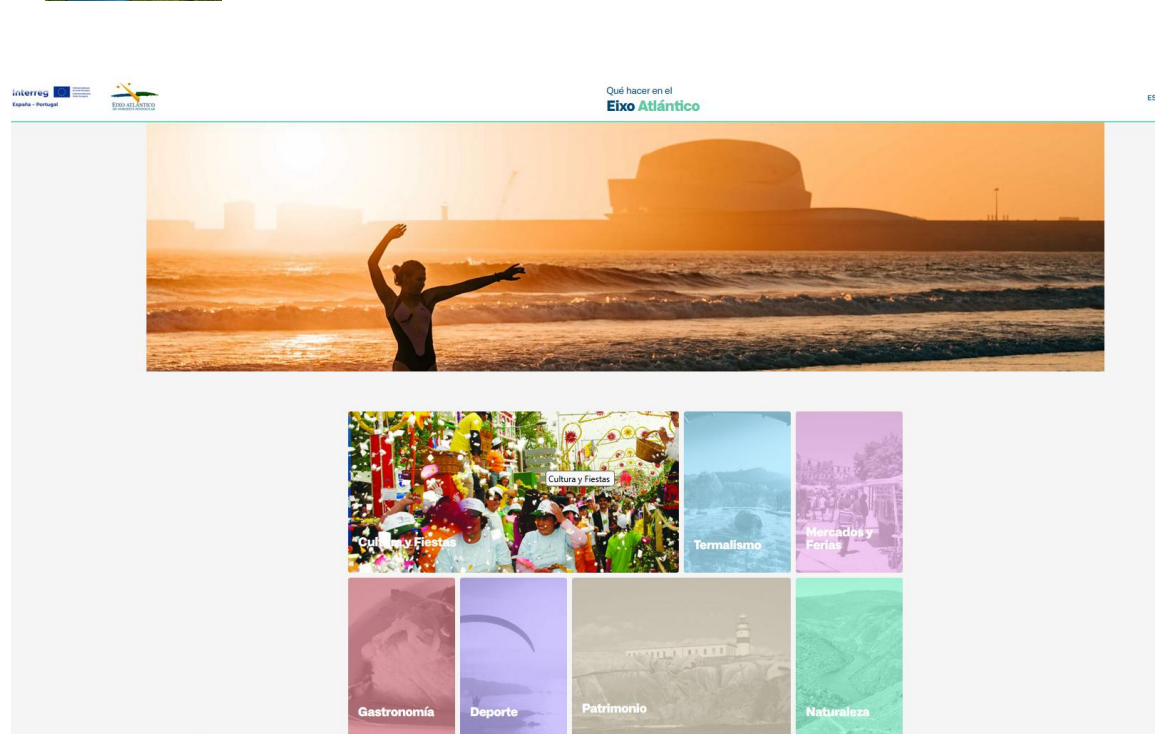 Interreg
España – Portugal
EIXO ATLÁNTICO
Qué hacer en el
Eixo Atlántico
ES
Cultura y Fiestas
Cultura y Fiestas
Termalismo
Mercados y
Ferias
Gastronomía
Deporte
Patrimonio
Naturaleza